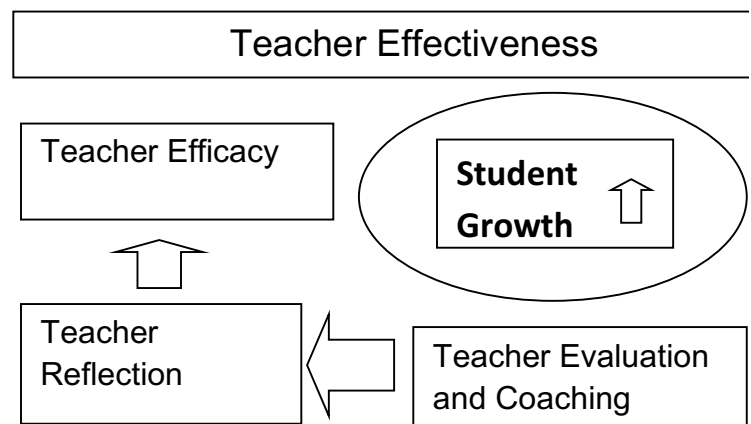 Teacher Effectiveness
Teacher Efficacy
Student
Growth
Teacher
Reflection
Teacher Evaluation
and Coaching